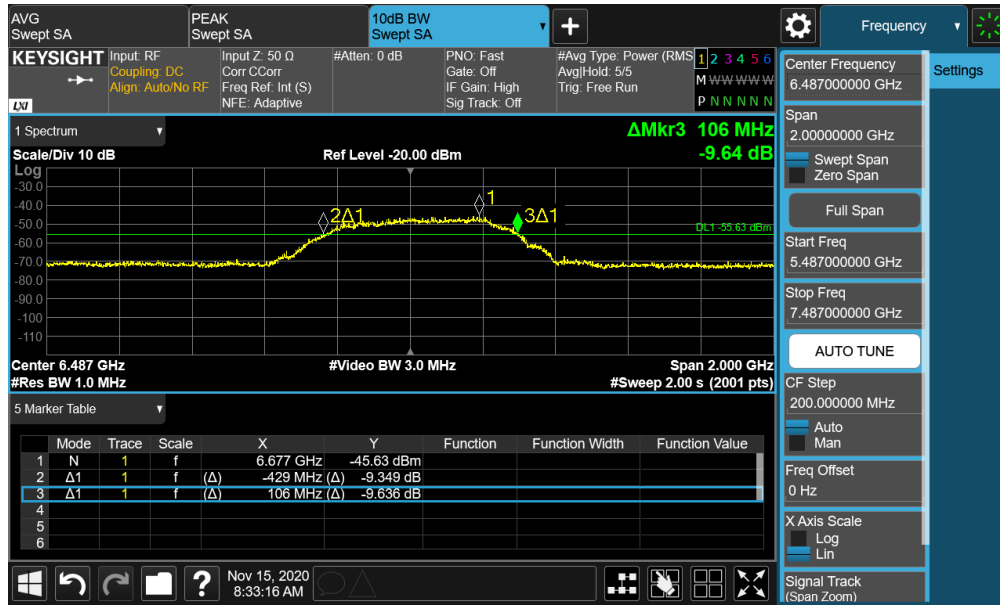 AVG
Swept SA
PEAK
Swept SA
10dB BW
Swept SA
Frequency
KEYSIGHT
LXI
Input: RF
Coupling: DC
Align: Auto/No RF
Input Z: 50 Ω
Corr CCorr
Freq Ref: Int (S)
NFE: Adaptive
#Atten: 0 dB
PNO: Fast
Gate: Off
IF Gain: High
Sig Track: Off
#Avg Type: Power (RMS
Avg|Hold: 5/5
Trig: Free Run
1 2 3 4 5 6
M W W W W W
P N N N N N
1 Spectrum
ΔMkr3 106 MHz
-9.64 dB
Scale/Div 10 dB
Ref Level -20.00 dBm
Log
-30.0
-40.0
-50.0
-60.0
-70.0
-80.0
-90.0
-100
-110
2Δ1
1
3Δ1
DL1 -55.63 dBm
Center 6.487 GHz
#Video BW 3.0 MHz
Span 2.000 GHz
#Res BW 1.0 MHz
#Sweep 2.00 s (2001 pts)
5 Marker Table
Mode Trace Scale X Y Function Function Width Function Value
1 N 1 f 6.677 GHz -45.63 dBm
2 Δ1 1 f (Δ) -429 MHz (Δ) -9.349 dB
3 Δ1 1 f (Δ) 106 MHz (Δ) -9.636 dB
4
5
6
Nov 15, 2020
8:33:16 AM
Center Frequency
6.487000000 GHz
Span
2.00000000 GHz
Swept Span
Zero Span
Full Span
Start Freq
5.487000000 GHz
Stop Freq
7.487000000 GHz
AUTO TUNE
CF Step
200.000000 MHz
Auto
Man
Freq Offset
0 Hz
X Axis Scale
Log
Lin
Signal Track
(Span Zoom)
Settings